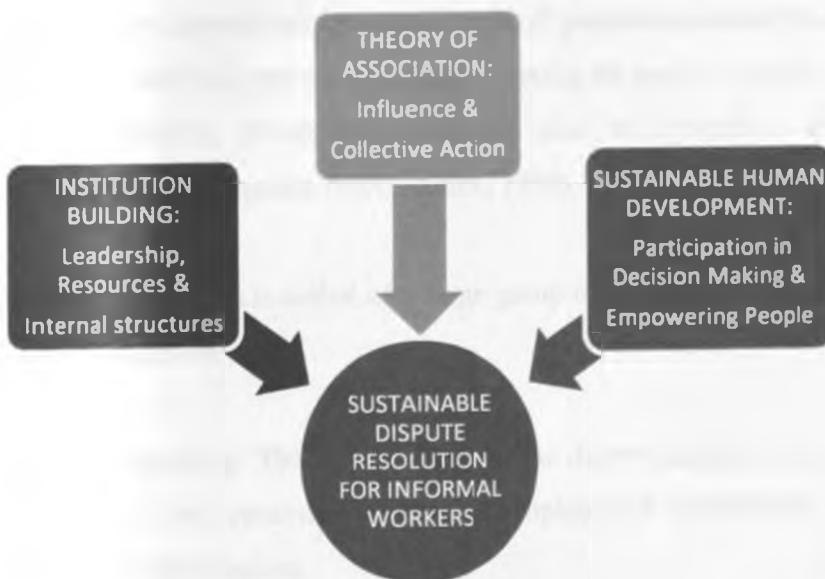 THEORY OF
ASSOCIATION:
Influence &
Collective Action
INSTITUTION
BUILDING:
Leadership,
Resources &
Internal structures
SUSTAINABLE HUMAN
DEVELOPMENT:
Participation in
Decision Making &
Empowering People
SUSTAINABLE
DISPUTE
RESOLUTION
FOR INFORMAL
WORKERS